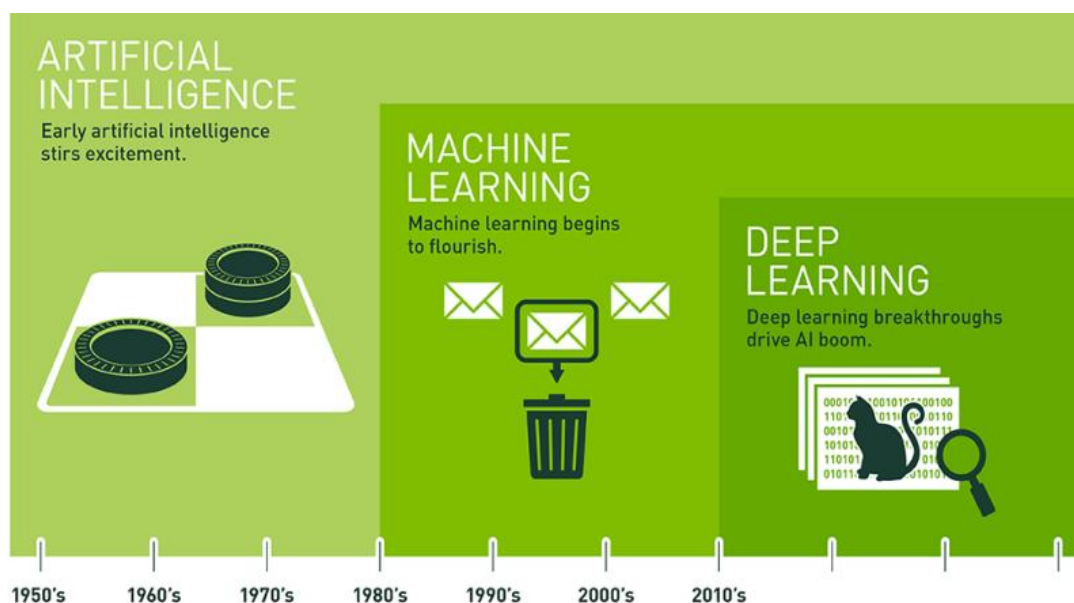 ARTIFICIAL
INTELLIGENCE
Early artificial intelligence
stirs excitement.
MACHINE
LEARNING
Machine learning begins
to flourish.
DEEP
LEARNING
Deep learning breakthroughs
drive AI boom.
1950's 1960's 1970's 1980's 1990's 2000's 2010's